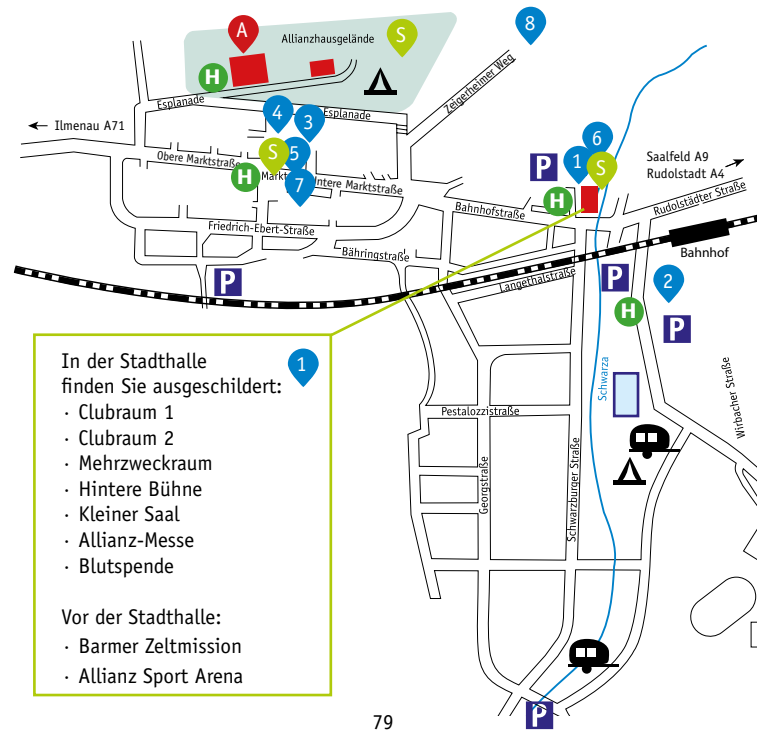 8
A
Allianzhausgelände
S
H
Esplanade
Esplanade
Zeigerheimer Weg
4
3
← Ilmenau A71
6
Obere Marktstraße
S
5
P
1
S
Saalfeld A9
Rudolstadt A4
H
Markt
7
Hintere Marktstraße
H
Bahnhofstraße
Rudolstädter Straße
Friedrich-Ebert-Straße
Bähringstraße
Bahnhof
P
Langethalstraße
P
2
H
P
In der Stadthalle
finden Sie ausgeschildert:
1
· Clubraum 1
· Clubraum 2
· Mehrzweckraum
· Hintere Bühne
· Kleiner Saal
· Allianz-Messe
· Blutspende
Vor der Stadthalle:
· Barmer Zeltmission
· Allianz Sport Arena
Schwarza
Wirbacher Straße
Pestalozzistraße
Georgstraße
Schwarzburger Straße
P
79